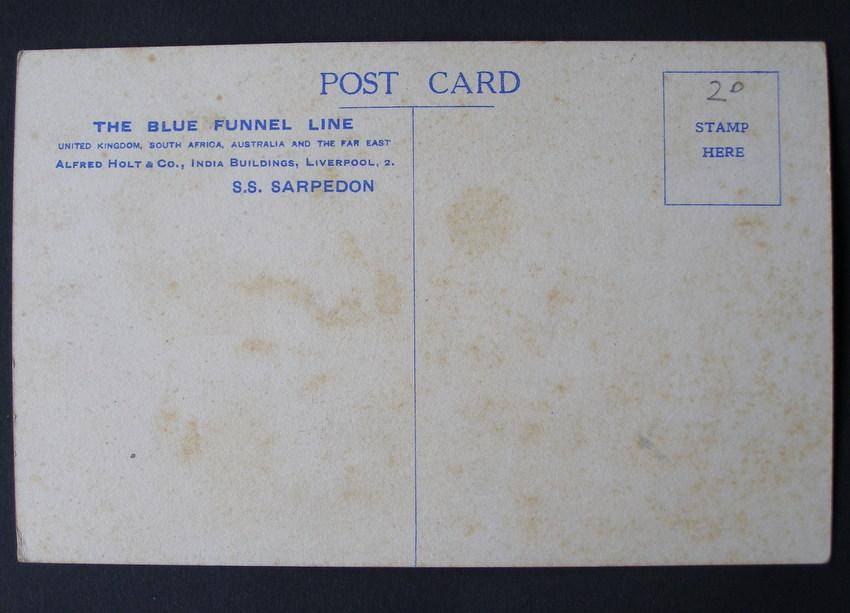 POST CARD
THE BLUE FUNNEL LINE
UNITED KINGDOM, SOUTH AFRICA, AUSTRALIA AND THE FAR EAST
ALFRED HOLT & CO., INDIA BUILDINGS, LIVERPOOL, 2.
S.S. SARPEDON
20
STAMP
HERE